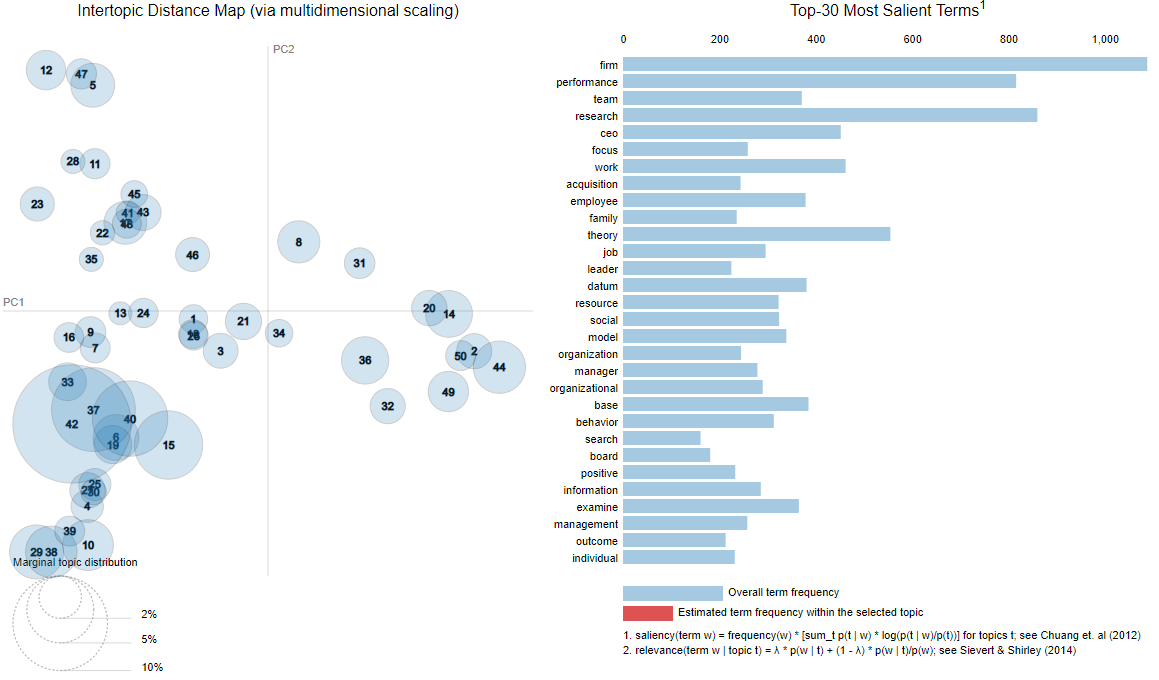 Intertopic Distance Map (via multidimensional scaling)
PC2
PC1
12
47
5
28
11
23
45
41
43
22
35
46
8
31
13
24
1
21
34
20
14
16
9
7
3
36
50
2
44
49
32
33
37
42
40
6
19
15
25
30
4
39
10
29
38
Marginal topic distribution
2%
5%
10%
Top-30 Most Salient Terms1
0 200 400 600 800 1,000
firm
performance
team
research
ceo
focus
work
acquisition
employee
family
theory
job
leader
datum
resource
social
model
organization
manager
organizational
base
behavior
search
board
positive
information
examine
management
outcome
individual
Overall term frequency
Estimated term frequency within the selected topic
1. saliency(term w) = frequency(w) * [sum_t p(t | w) * log(p(t | w)/p(t))] for topics t; see Chuang et. al (2012)
2. relevance(term w | topic t) = λ * p(w | t) + (1 - λ) * p(w | t)/p(w); see Sievert & Shirley (2014)